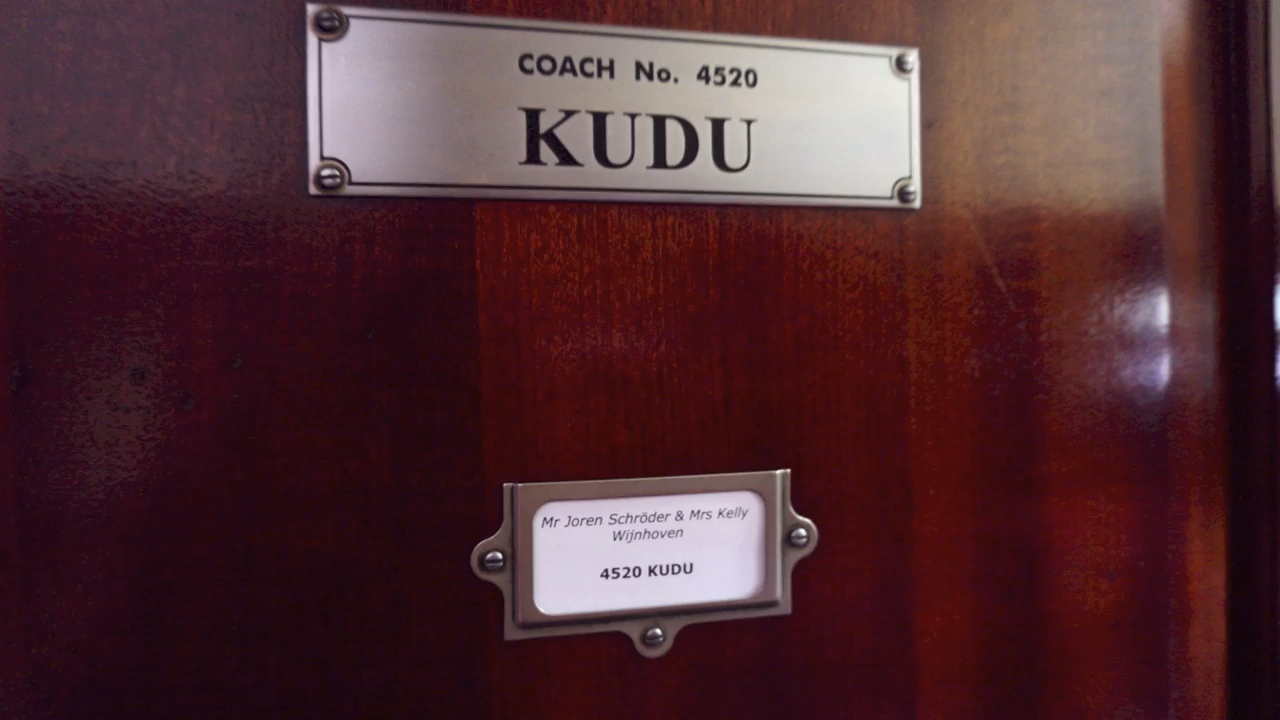 COACH No. 4520
KUDU
Mr Joren Schröder & Mrs Kelly
Wijnhoven
4520 KUDU